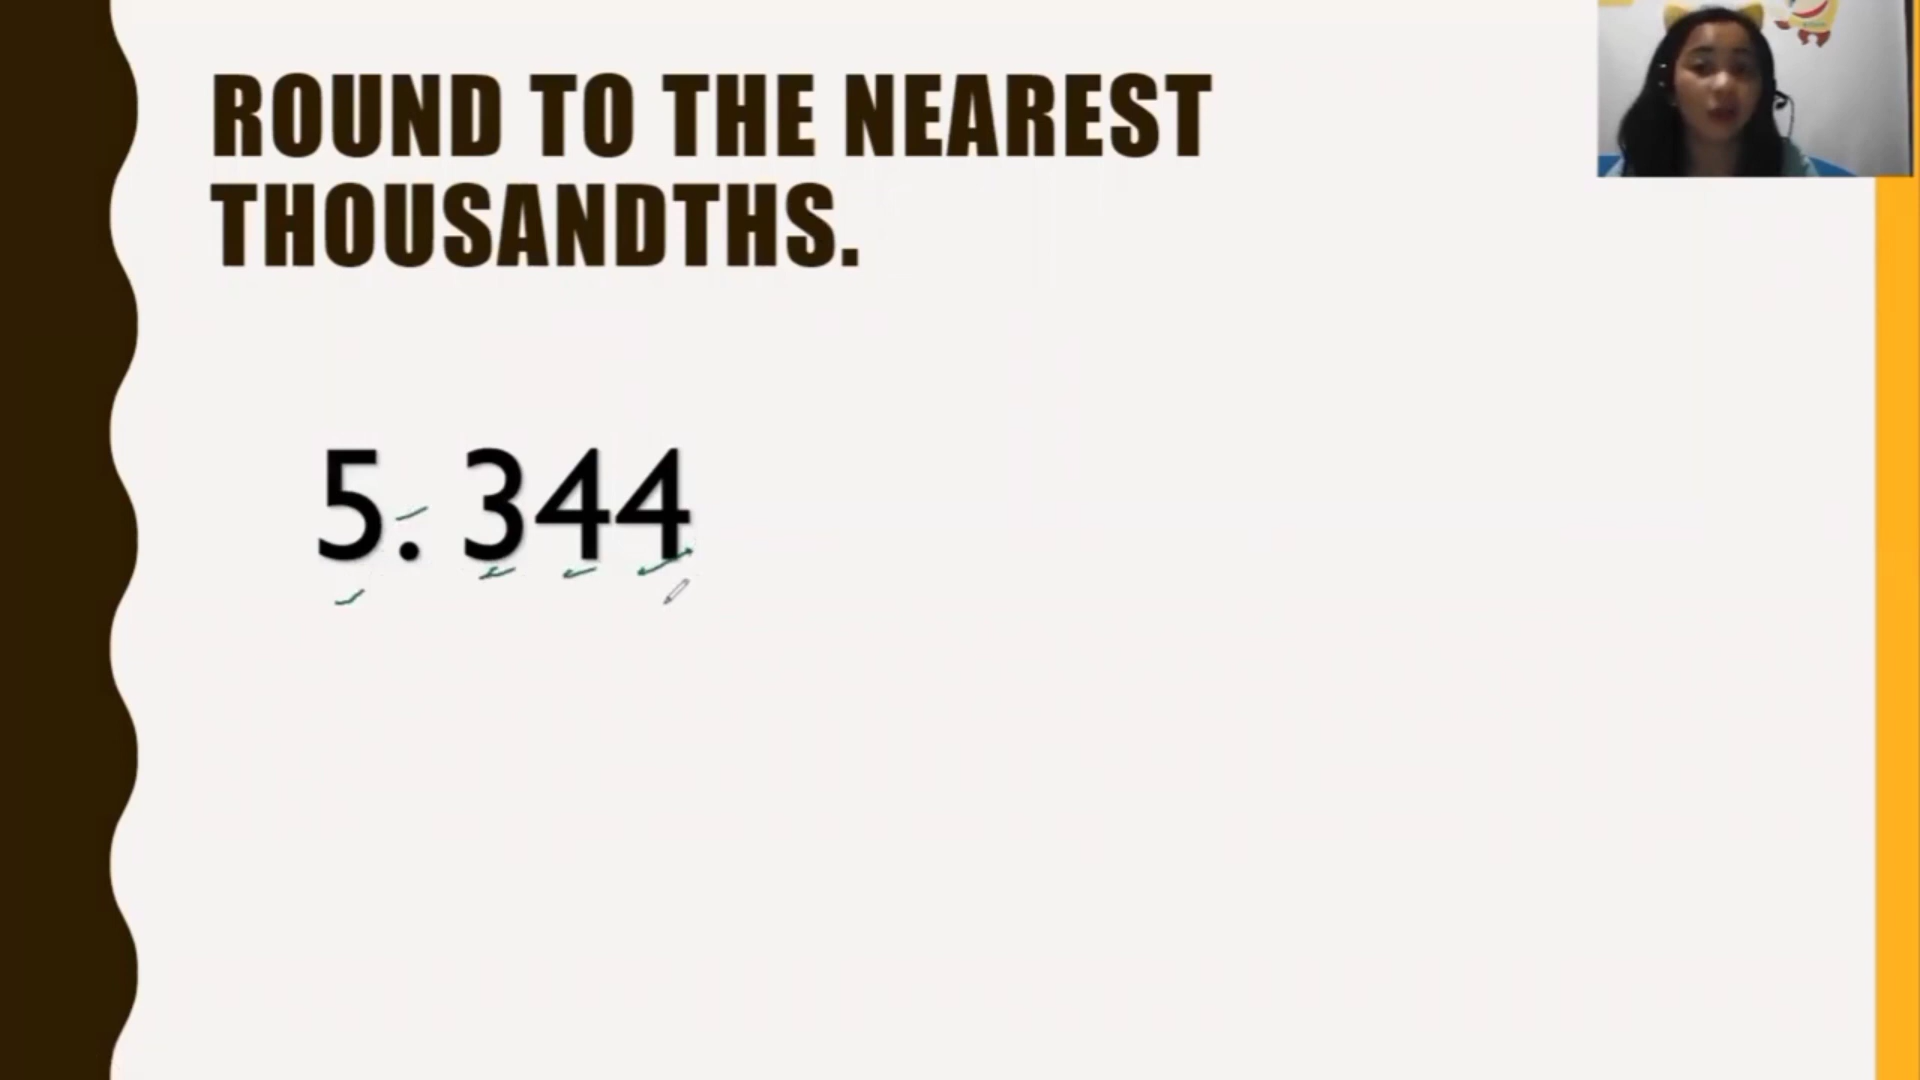 ROUND TO THE NEAREST
THOUSANDTHS.
5. 344